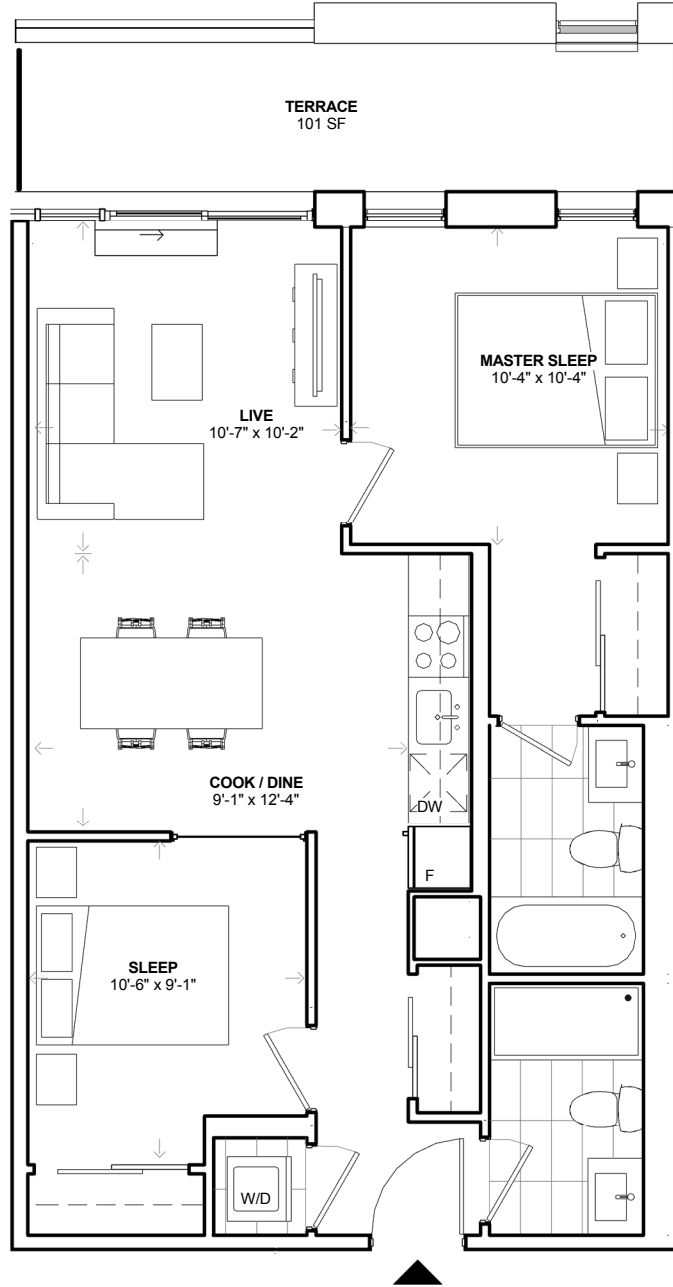 TERRACE
101 SF
MASTER SLEEP
10'-4" x 10'-4"
LIVE
10'-7" x 10'-2"
COOK / DINE
9'-1" x 12'-4"
DW
F
SLEEP
10'-6" x 9'-1"
W/D